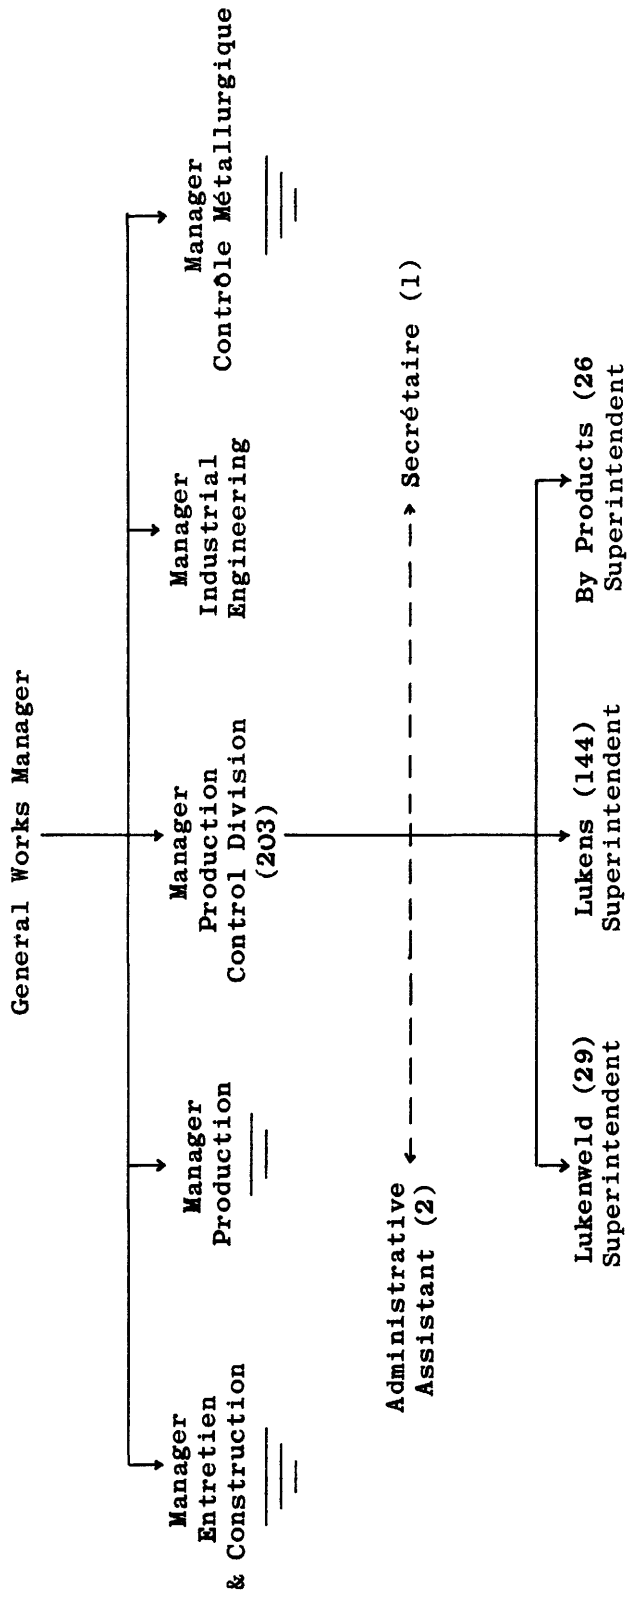 General Works Manager
Manager
Entretien
& Construction
Manager
Production
Manager
Production
Control Division
(203)
Manager
Industrial
Engineering
Manager
Contrôle Métallurgique
Administrative
Assistant (2)
Secrétaire (1)
Lukenweld (29)
Superintendent
Lukens (144)
Superintendent
By Products (26
Superintendent